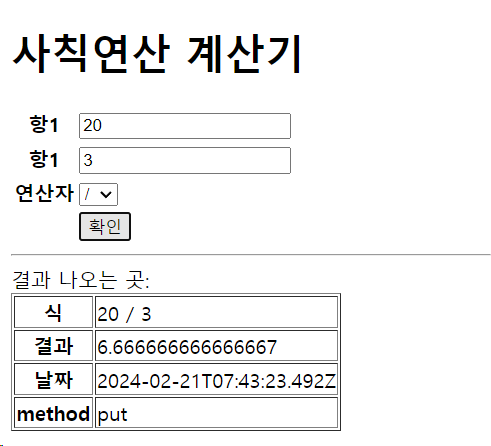 사칙연산 계산기
항1 20
항1 3
연산자 /
확인
결과 나오는 곳:
식 20 / 3
결과 6.666666666666667
날짜 2024-02-21T07:43:23.492Z
method put